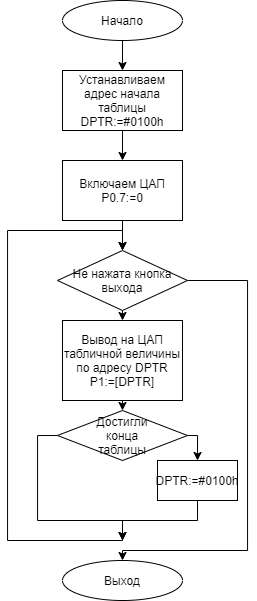 Начало
Устанавливаем
адрес начала
таблицы
DPTR:=#0100h
Включаем ЦАП
P0.7:=0
Не нажата кнопка
выхода
Вывод на ЦАП
табличной величины
по адресу DPTR
P1:=[DPTR]
Достигли
конца
таблицы
DPTR:=#0100h
Выход